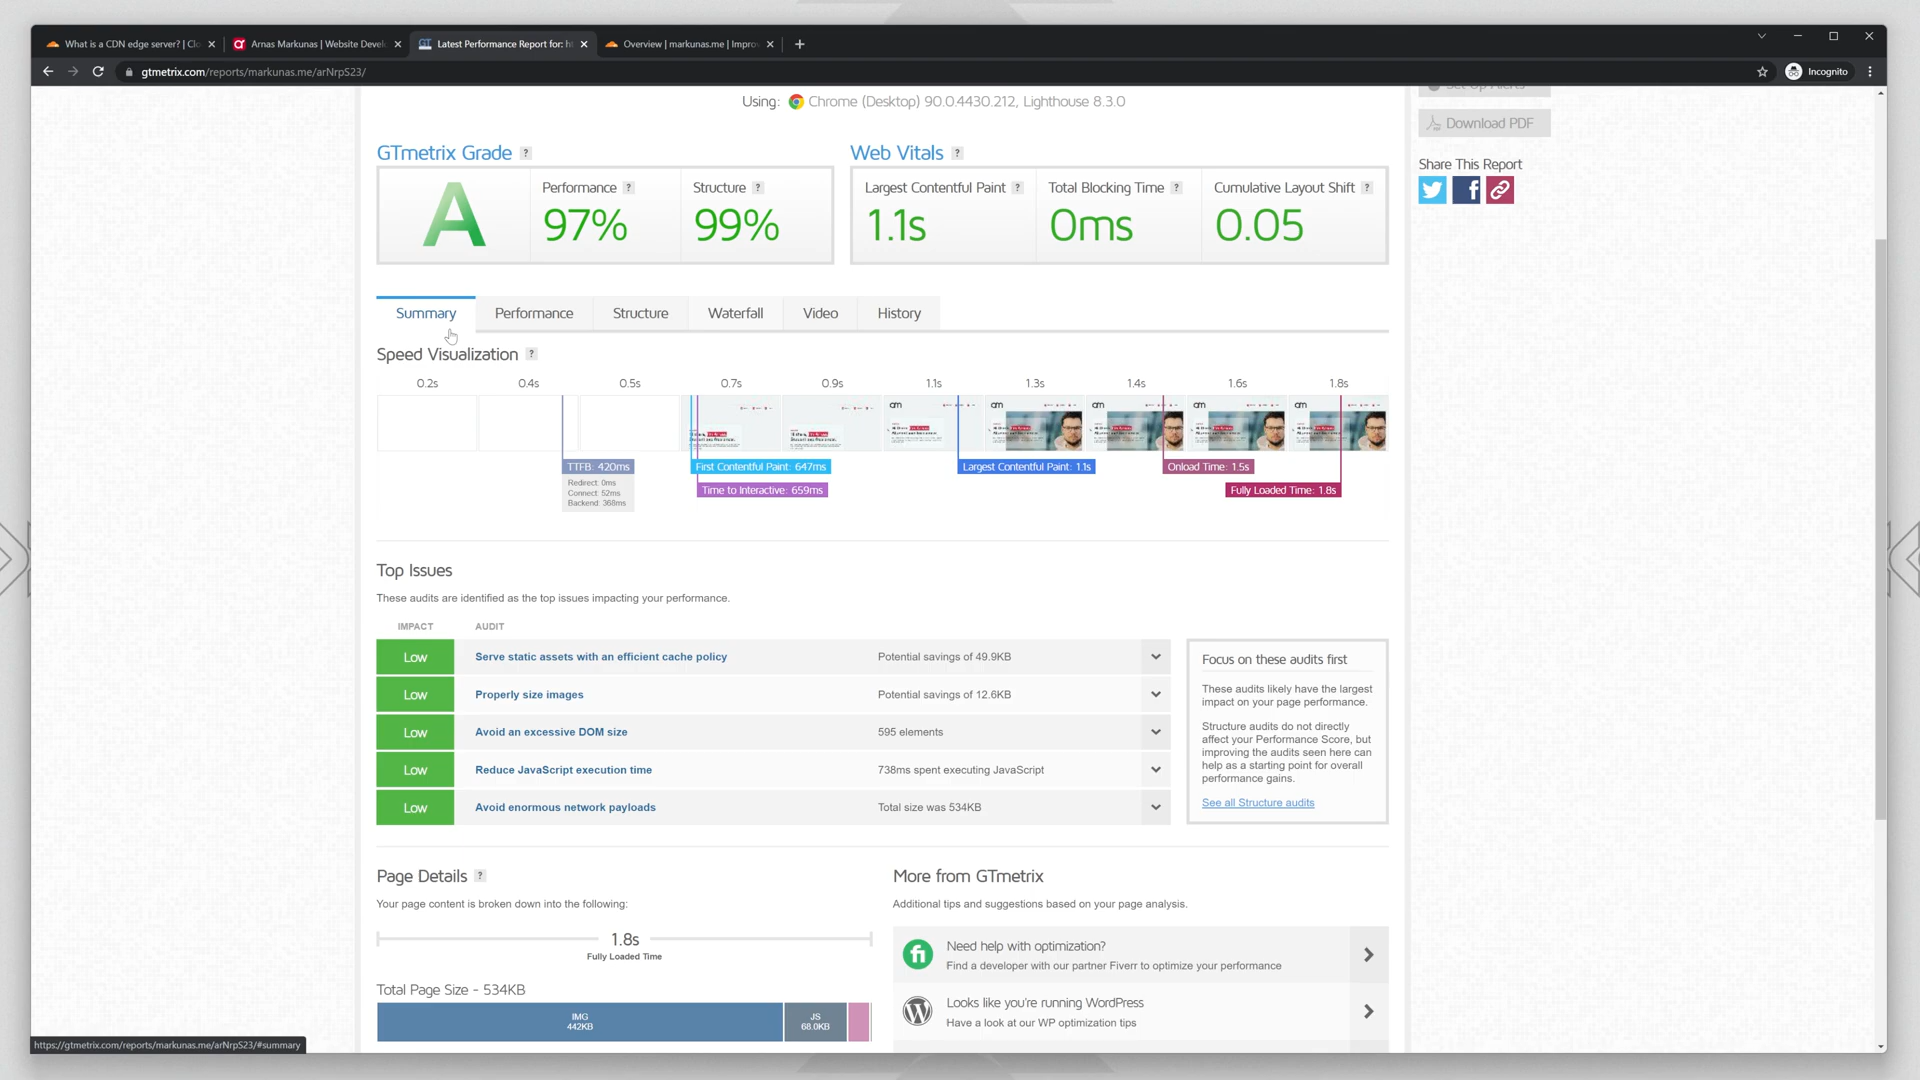 What is a CDN edge server? | Clo
Arnas Markunas | Website Devel
Latest Performance Report for: ht
Overview | markunas.me | Improv
gtmetrix.com/reports/markunas.me/arNrpS23/
Incognito
Using: Chrome (Desktop) 90.0.4430.212, Lighthouse 8.3.0
Set Up Alerts
Download PDF
Share This Report
GTmetrix Grade ?
Web Vitals ?
A
Performance ?
Structure ?
97%
99%
Largest Contentful Paint ?
Total Blocking Time ?
Cumulative Layout Shift ?
1.1s
0ms
0.05
Summary
Performance
Structure
Waterfall
Video
History
Speed Visualization ?
0.2s
0.4s
0.5s
0.7s
0.9s
1.1s
1.3s
1.4s
1.6s
1.8s
TTFB: 420ms
Redirect: 0ms
Connect: 52ms
Backend: 368ms
First Contentful Paint: 647ms
Time to Interactive: 659ms
Largest Contentful Paint: 1.1s
Onload Time: 1.5s
Fully Loaded Time: 1.8s
Top Issues
These audits are identified as the top issues impacting your performance.
IMPACT
AUDIT
Low
Serve static assets with an efficient cache policy
Potential savings of 49.9KB
Low
Properly size images
Potential savings of 12.6KB
Low
Avoid an excessive DOM size
595 elements
Low
Reduce JavaScript execution time
738ms spent executing JavaScript
Low
Avoid enormous network payloads
Total size was 534KB
Focus on these audits first
These audits likely have the largest
impact on your page performance.
Structure audits do not directly
affect your Performance Score, but
improving the audits seen here can
help as a starting point for overall
performance gains.
See all Structure audits
Page Details ?
Your page content is broken down into the following:
1.8s
Fully Loaded Time
Total Page Size - 534KB
IMG
442KB
JS
68.0KB
More from GTmetrix
Additional tips and suggestions based on your page analysis.
fi
Need help with optimization?
Find a developer with our partner Fiverr to optimize your performance
Looks like you're running WordPress
Have a look at our WP optimization tips
https://gtmetrix.com/reports/markunas.me/arNrpS23/#summary